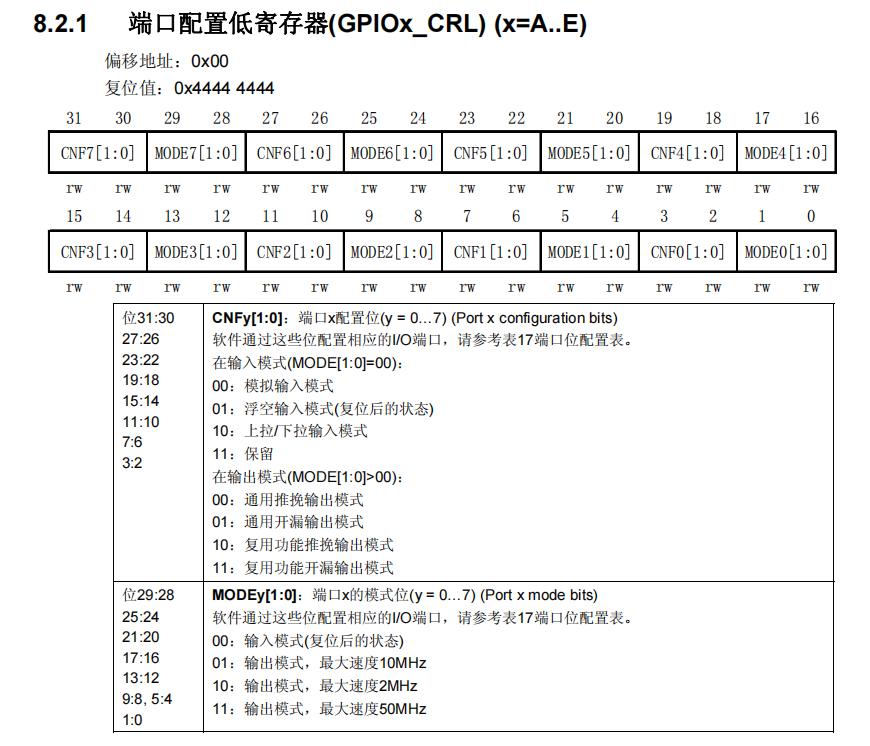 8.2.1 端口配置低寄存器(GPIOx_CRL) (x=A..E)
偏移地址：0x00
复位值：0x4444 4444
31 30 29 28 27 26 25 24 23 22 21 20 19 18 17 16
CNF7[1:0] MODE7[1:0] CNF6[1:0] MODE6[1:0] CNF5[1:0] MODE5[1:0] CNF4[1:0] MODE4[1:0]
rw rw rw rw rw rw rw rw rw rw rw rw rw rw rw rw
15 14 13 12 11 10 9 8 7 6 5 4 3 2 1 0
CNF3[1:0] MODE3[1:0] CNF2[1:0] MODE2[1:0] CNF1[1:0] MODE1[1:0] CNF0[1:0] MODE0[1:0]
rw rw rw rw rw rw rw rw rw rw rw rw rw rw rw rw
位31:30
27:26
23:22
19:18
15:14
11:10
7:6
3:2
CNFy[1:0]：端口x配置位(y = 0…7) (Port x configuration bits)
软件通过这些位配置相应的I/O端口，请参考表17端口位配置表。
在输入模式(MODE[1:0]=00)：
00：模拟输入模式
01：浮空输入模式(复位后的状态)
10：上拉/下拉输入模式
11：保留
在输出模式(MODE[1:0]>00)：
00：通用推挽输出模式
01：通用开漏输出模式
10：复用功能推挽输出模式
11：复用功能开漏输出模式
位29:28
25:24
21:20
17:16
13:12
9:8, 5:4
1:0
MODEy[1:0]：端口x的模式位(y = 0…7) (Port x mode bits)
软件通过这些位配置相应的I/O端口，请参考表17端口位配置表。
00：输入模式(复位后的状态)
01：输出模式，最大速度10MHz
10：输出模式，最大速度2MHz
11：输出模式，最大速度50MHz